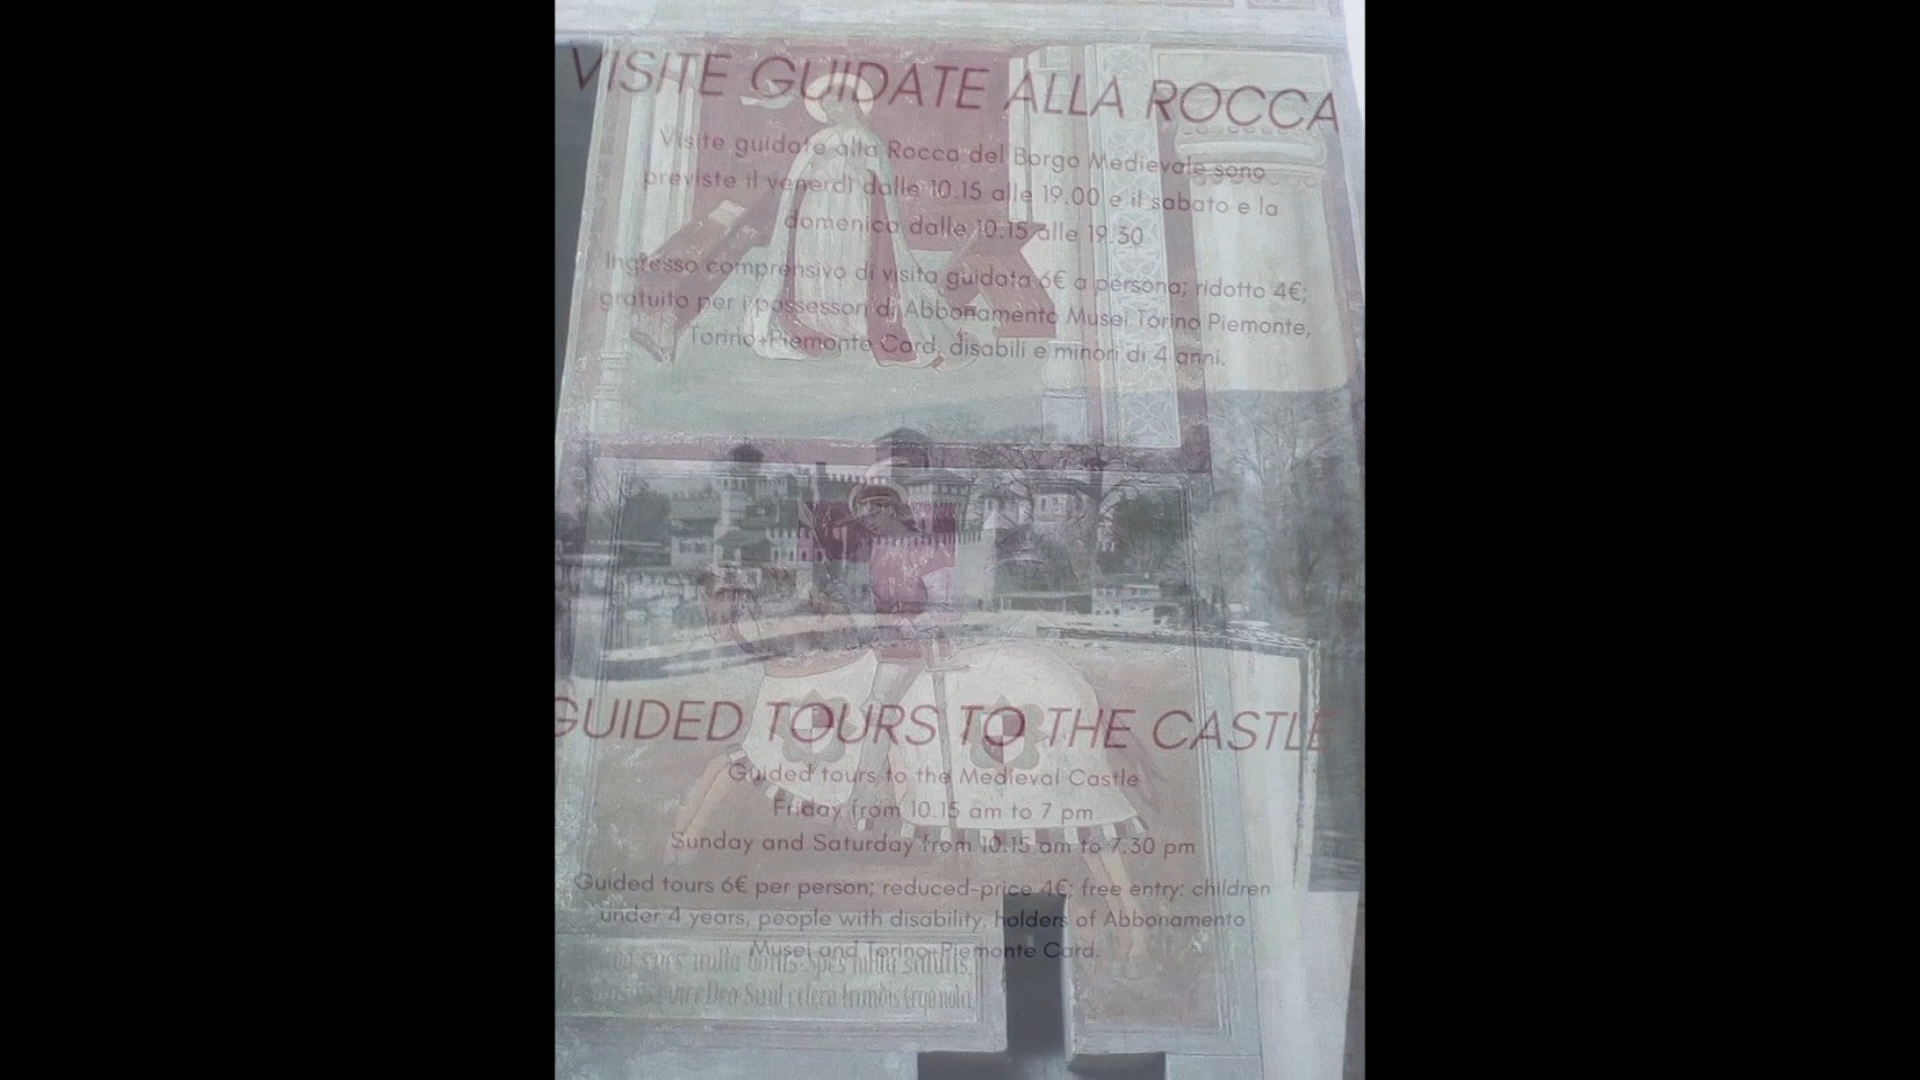 VISITE GUIDATE ALLA ROCCA
Visite guidate alla Rocca del Borgo Medievale sono
previste il venerdì dalle 10.15 alle 19.00 e il sabato e la
domenica dalle 10.15 alle 19.30
Ingresso comprensivo di visita guidata 6€ a persona; ridotto 4€;
gratuito per i possessori di Abbonamento Musei Torino Piemonte,
Torino+Piemonte Card, disabili e minori di 4 anni.
GUIDED TOURS TO THE CASTLE
Guided tours to the Medieval Castle
Friday from 10.15 am to 7 pm
Sunday and Saturday from 10.15 am to 7.30 pm
Guided tours 6€ per person; reduced-price 4€; free entry: children
under 4 years, people with disability, holders of Abbonamento
Musei and Torino+Piemonte Card.
spes nulla
Deo